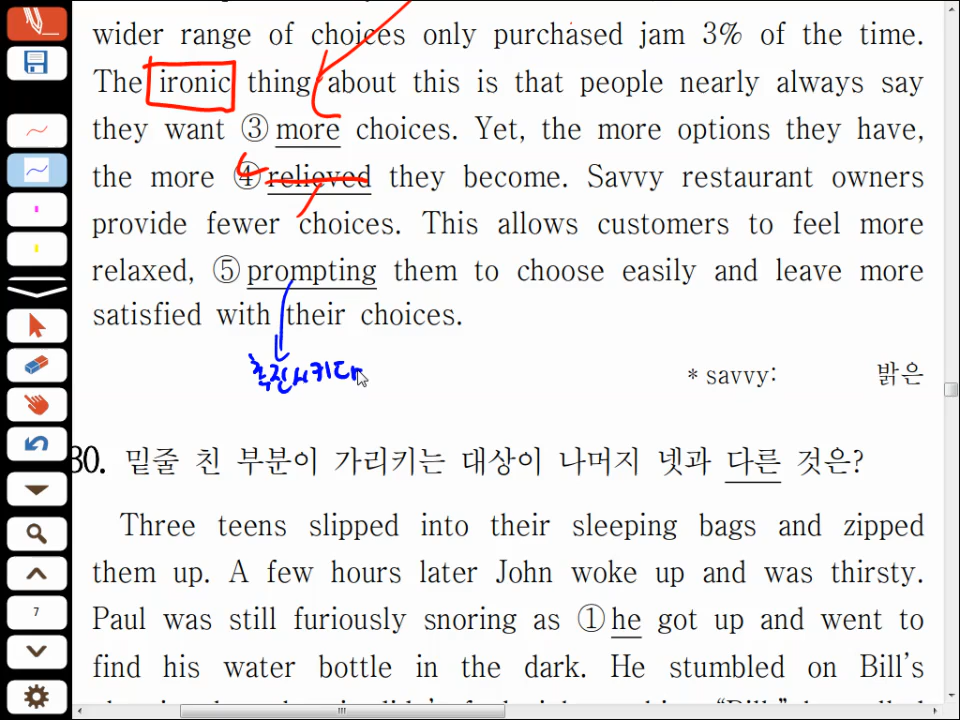 wider range of choices only purchased jam 3% of the time.
The ironic thing about this is that people nearly always say
they want ③ more choices. Yet, the more options they have,
the more ④ relieved they become. Savvy restaurant owners
provide fewer choices. This allows customers to feel more
relaxed, ⑤ prompting them to choose easily and leave more
satisfied with their choices.
촉진시키다
* savvy: 밝은
30. 밑줄 친 부분이 가리키는 대상이 나머지 넷과 다른 것은?
Three teens slipped into their sleeping bags and zipped
them up. A few hours later John woke up and was thirsty.
Paul was still furiously snoring as ① he got up and went to
find his water bottle in the dark. He stumbled on Bill's
7